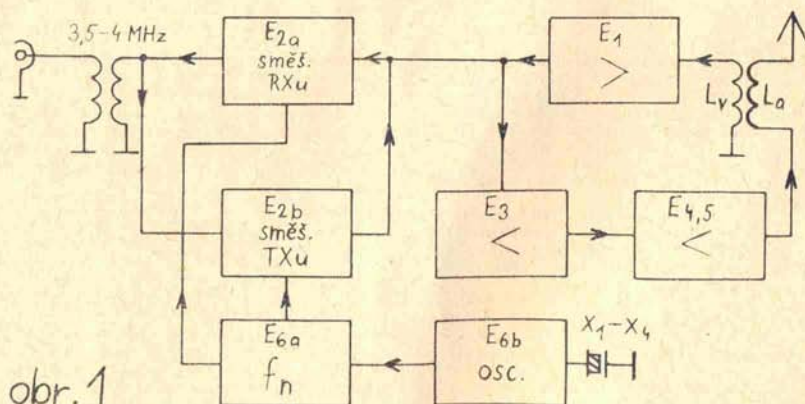 3,5-4 MHz
E2a
směš.
RXu
E1
>
Lv
La
E2b
směš.
TXu
E3
<
E4,5
<
E6a
fn
E6b
osc.
X1-X4
obr. 1